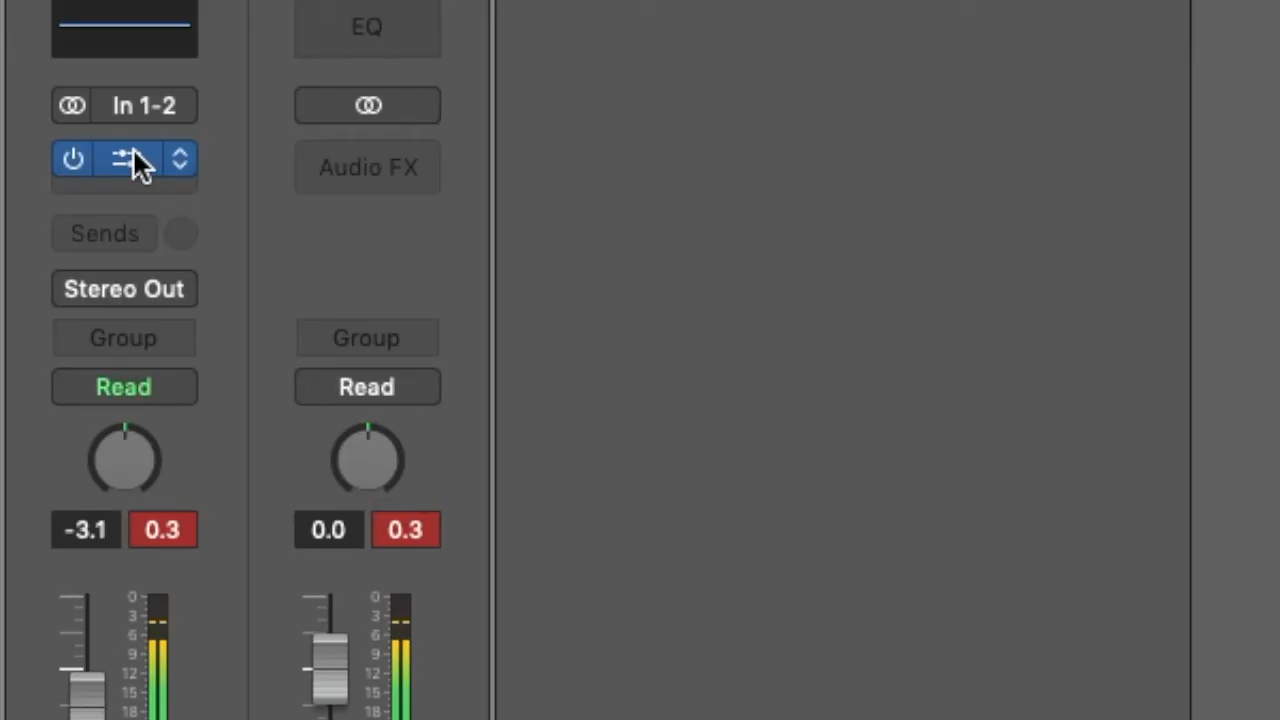 EQ
In 1-2
Audio FX
Sends
Stereo Out
Group Group
Read Read
-3.1 0.3 0.0 0.3
0 0
3 3
6 6
9 9
12 12
15 15
18 18